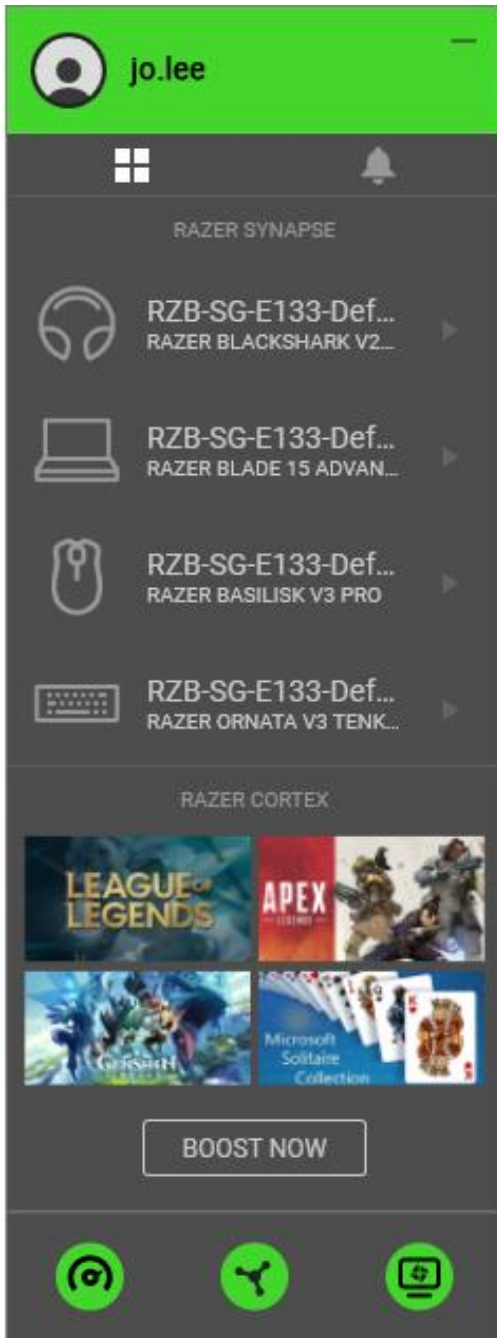 jo.lee
RAZER SYNAPSE
RZB-SG-E133-Def...
RAZER BLACKSHARK V2...
RZB-SG-E133-Def...
RAZER BLADE 15 ADVAN...
RZB-SG-E133-Def...
RAZER BASILISK V3 PRO
RZB-SG-E133-Def...
RAZER ORNATA V3 TENK...
RAZER CORTEX
LEAGUE OF
LEGENDS
APEX
LEGENDS
GENSHIN
Microsoft
Solitaire
Collection
BOOST NOW